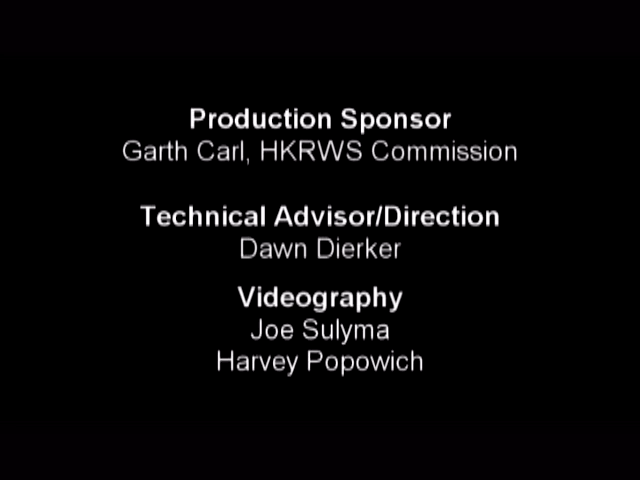 Production Sponsor
Garth Carl, HKRWS Commission
Technical Advisor/Direction
Dawn Dierker
Videography
Joe Sulyma
Harvey Popowich